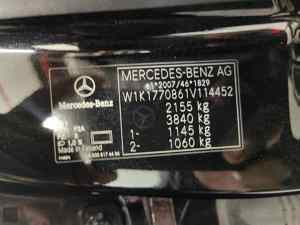 MERCEDES-BENZ AG
e1*2007/46*1829
W1K1770861V114452
2155 kg
3840 kg
1- 1145 kg
2- 1060 kg
Mercedes-Benz
Made in